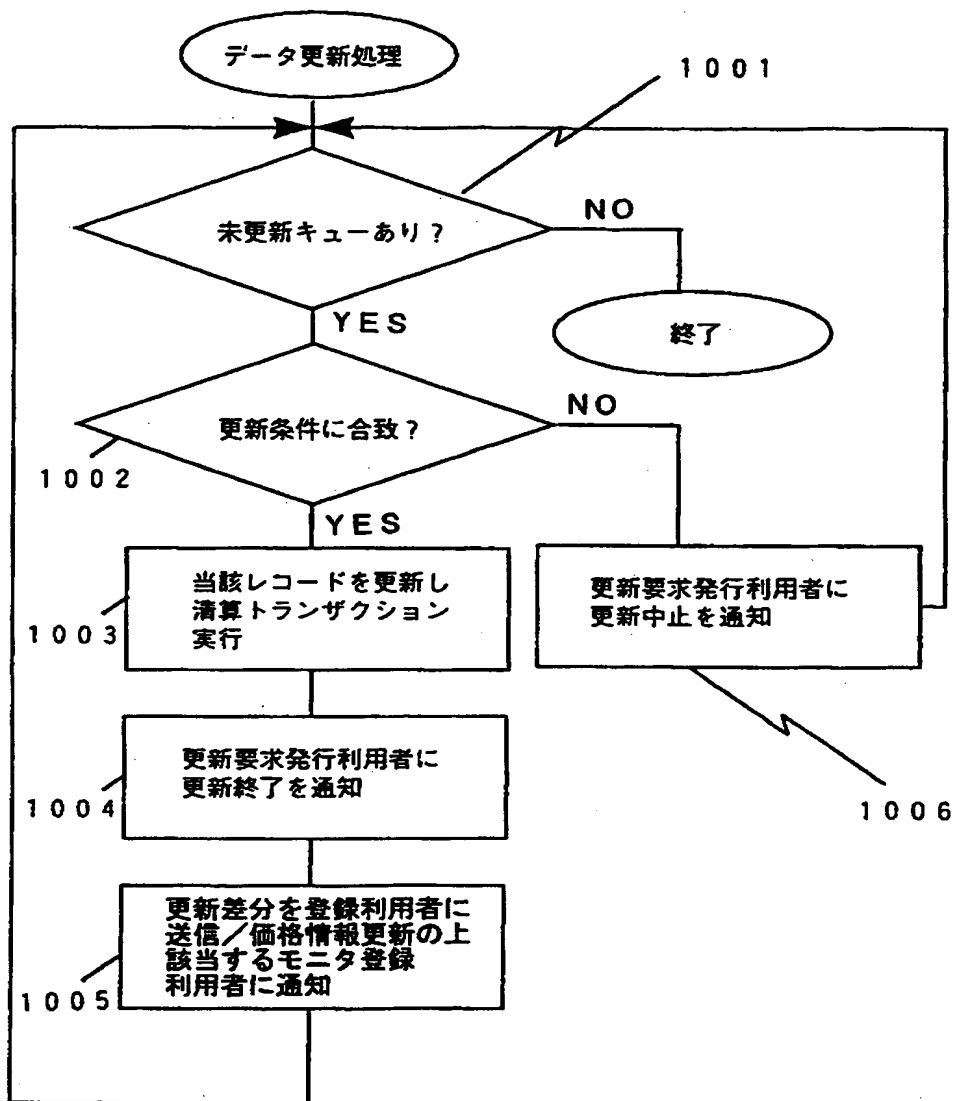 データ更新処理
1001
未更新キューあり?
NO
YES
終了
更新条件に合致?
NO
1002
YES
当該レコードを更新し
清算トランザクション
実行
1003
更新要求発行利用者に
更新中止を通知
更新要求発行利用者に
更新終了を通知
1004
1006
更新差分を登録利用者に
送信/価格情報更新の上
該当するモニタ登録
利用者に通知
1005